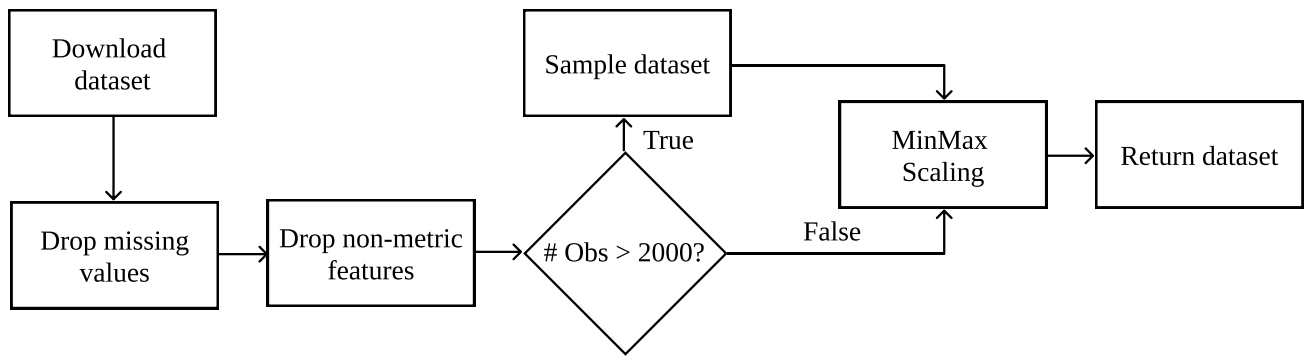 Download
dataset
Drop missing
values
Drop non-metric
features
# Obs > 2000?
True
Sample dataset
False
MinMax
Scaling
Return dataset